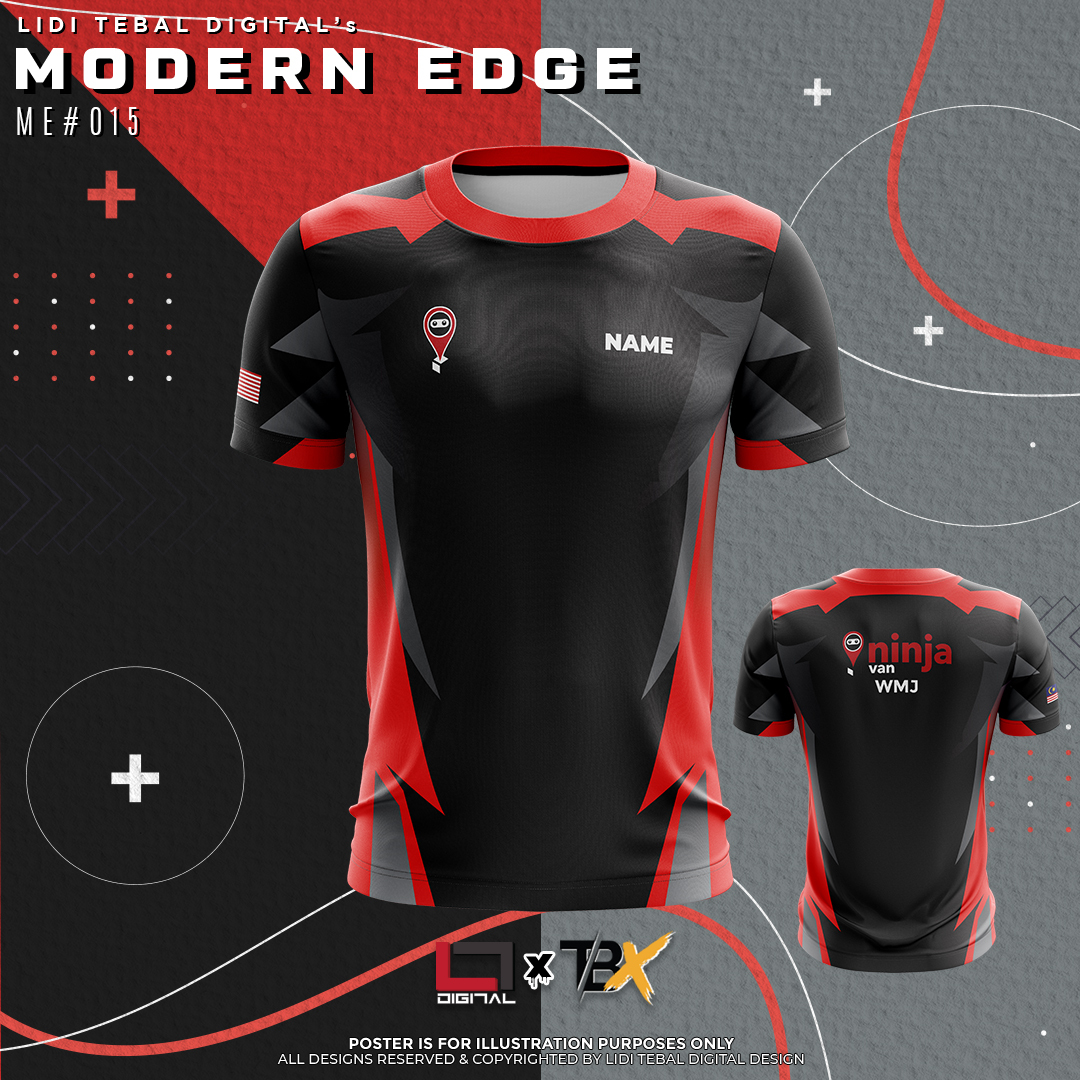 LIDI TEBAL DIGITAL's
MODERN EDGE
ME#015
NAME
ninja
van
WMJ
DIGITAL
X
TBX
POSTER IS FOR ILLUSTRATION PURPOSES ONLY
ALL DESIGNS RESERVED & COPYRIGHTED BY LIDI TEBAL DIGITAL DESIGN